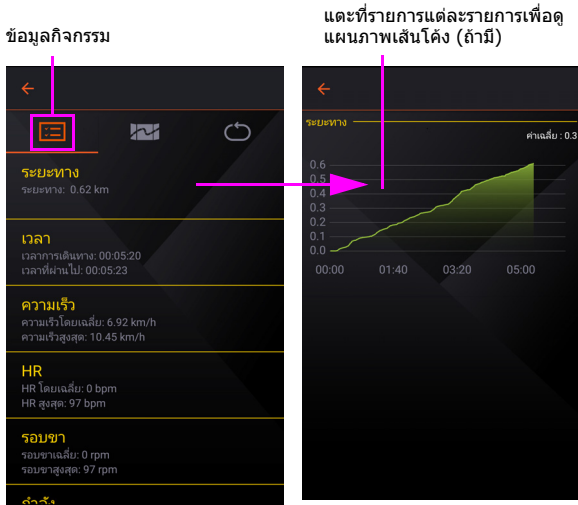 ข้อมูลกิจกรรม
แตะที่รายการแต่ละรายการเพื่อดู
แผนภาพเส้นโค้ง (ถ้ามี)
ระยะทาง
ระยะทาง: 0.62 km
เวลา
เวลาการเดินทาง: 00:05:20
เวลาที่ผ่านไป: 00:05:23
ความเร็ว
ความเร็วโดยเฉลี่ย: 6.92 km/h
ความเร็วสูงสุด: 10.45 km/h
HR
HR โดยเฉลี่ย: 0 bpm
HR สูงสุด: 97 bpm
รอบขา
รอบขาเฉลี่ย: 0 rpm
รอบขาสูงสุด: 97 rpm
กำลัง
ระยะทาง
ค่าเฉลี่ย : 0.3
0.6
0.5
0.4
0.3
0.2
0.1
0.0
00:00 01:40 03:20 05:00